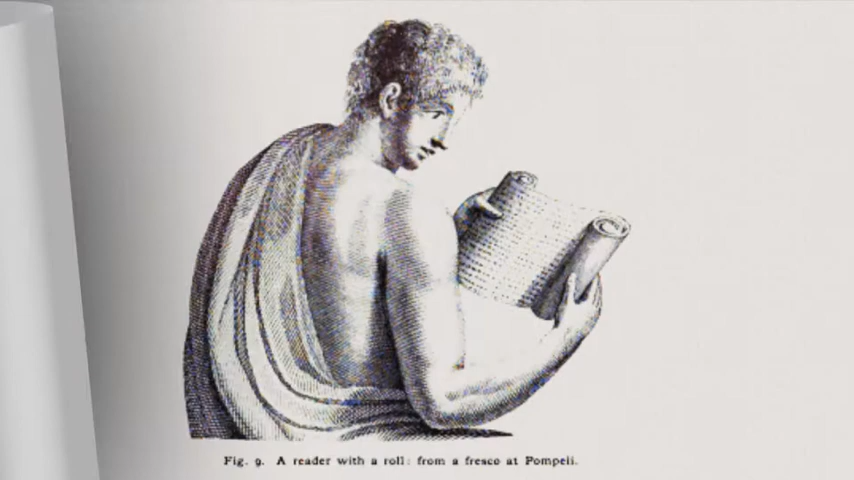 Fig. 9. A reader with a roll: from a fresco at Pompeii.